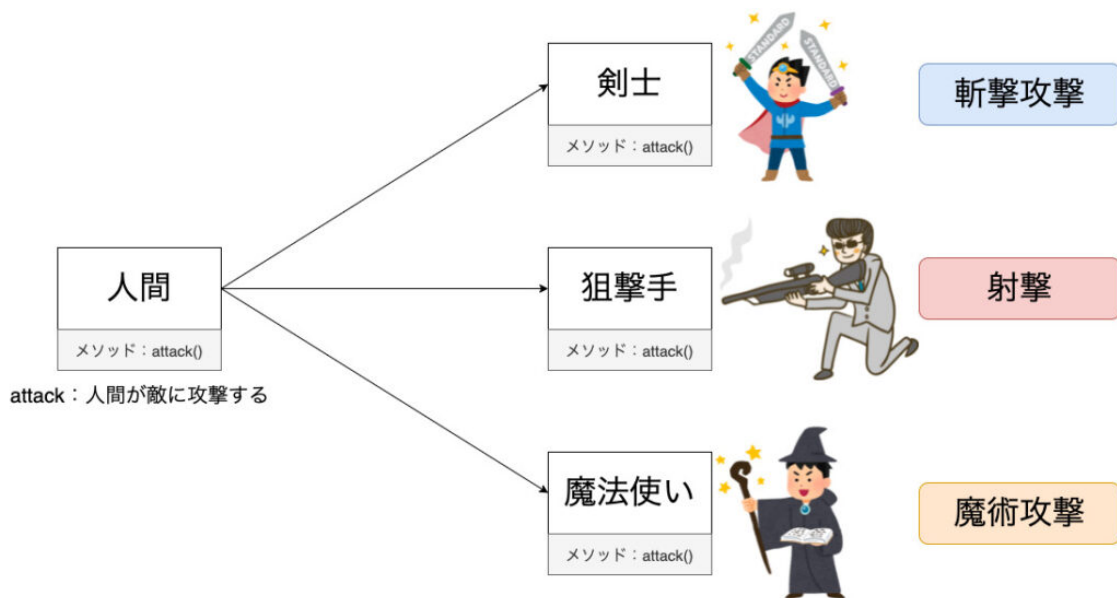 剣士
メソッド：attack()
STANDARD
STANDARD
斬撃攻撃
人間
メソッド：attack()
attack：人間が敵に攻撃する
狙撃手
メソッド：attack()
射撃
魔法使い
メソッド：attack()
魔術攻撃